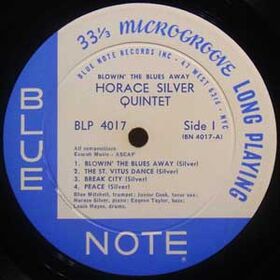 33⅓ MICROGROOVE LONG PLAYING
BLUE NOTE RECORDS INC · 47 WEST 63rd · NYC
BLOWIN' THE BLUES AWAY
HORACE SILVER
QUINTET
BLP 4017 Side 1
(BN 4017-A)
All compositions
Ecaroh Music - ASCAP
1. BLOWIN' THE BLUES AWAY (Silver)
2. THE ST. VITUS DANCE (Silver)
3. BREAK CITY (Silver)
4. PEACE (Silver)
Blue Mitchell, trumpet; Junior Cook, tenor sax;
Horace Silver, piano; Eugene Taylor, bass;
Louis Hayes, drums.
BLUE
NOTE